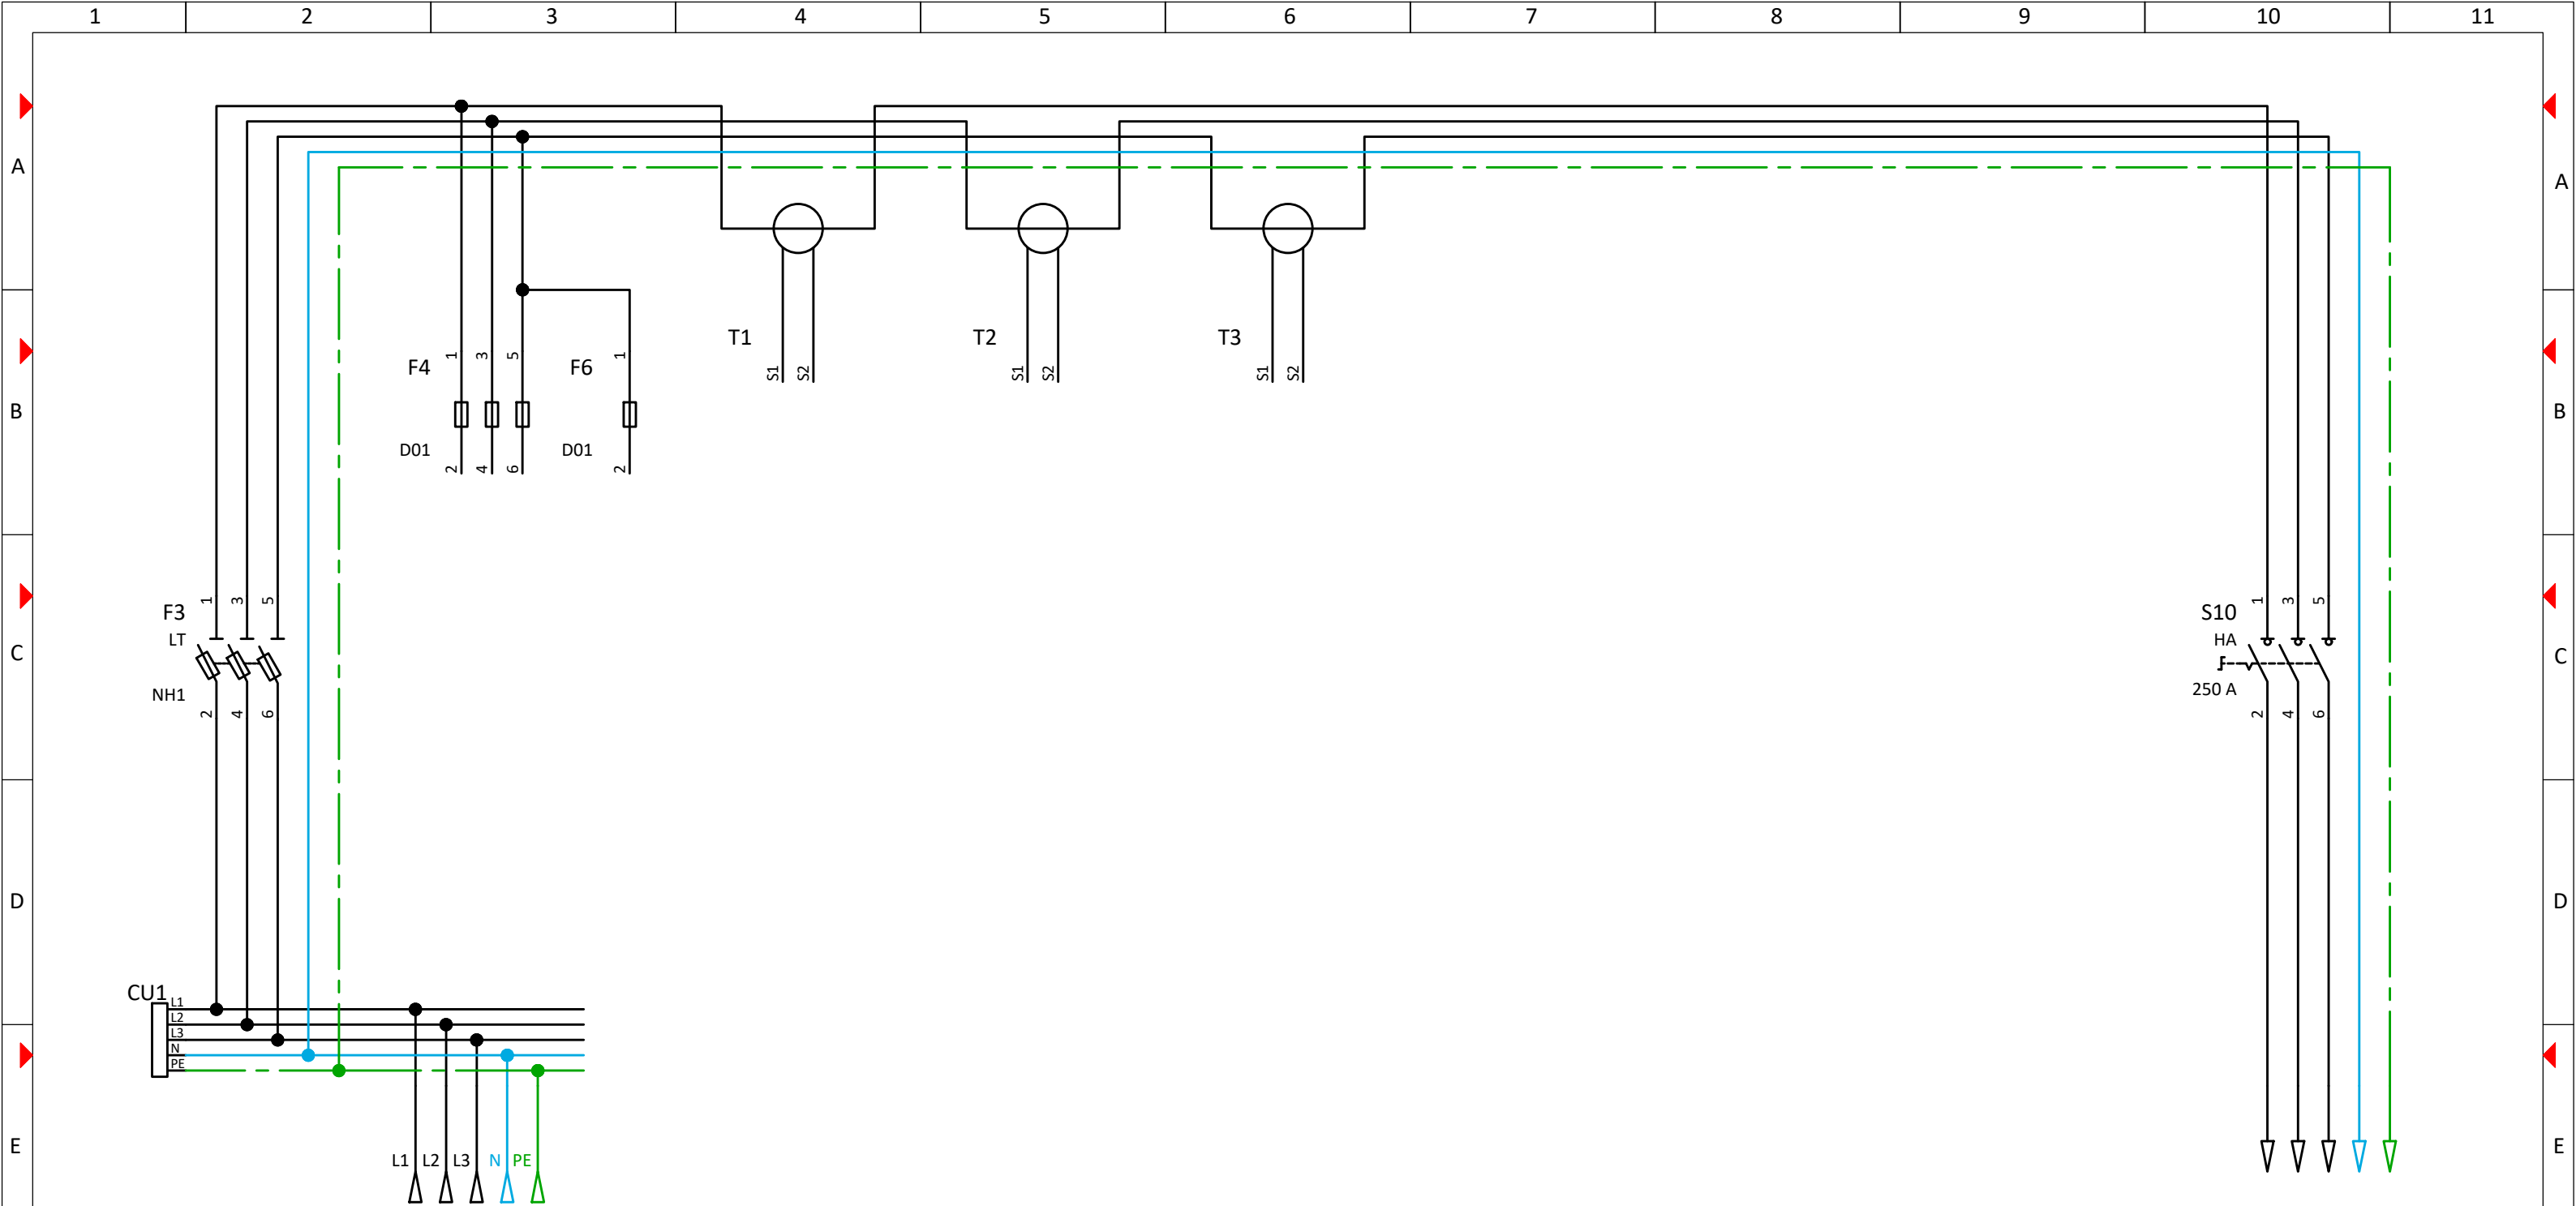 1 2 3 4 5 6 7 8 9 10 11
A A
T1 T2 T3
F4 1 3 5 F6 1
S1 S2 S1 S2 S1 S2
B B
D01 2 4 6 D01 2
F3 1 3 5 S10 1 3 5
LT HA
C C
NH1 250 A
2 4 6 2 4 6
D D
CU1
L1
L2
L3
N
PE
E L1 L2 L3 N PE E